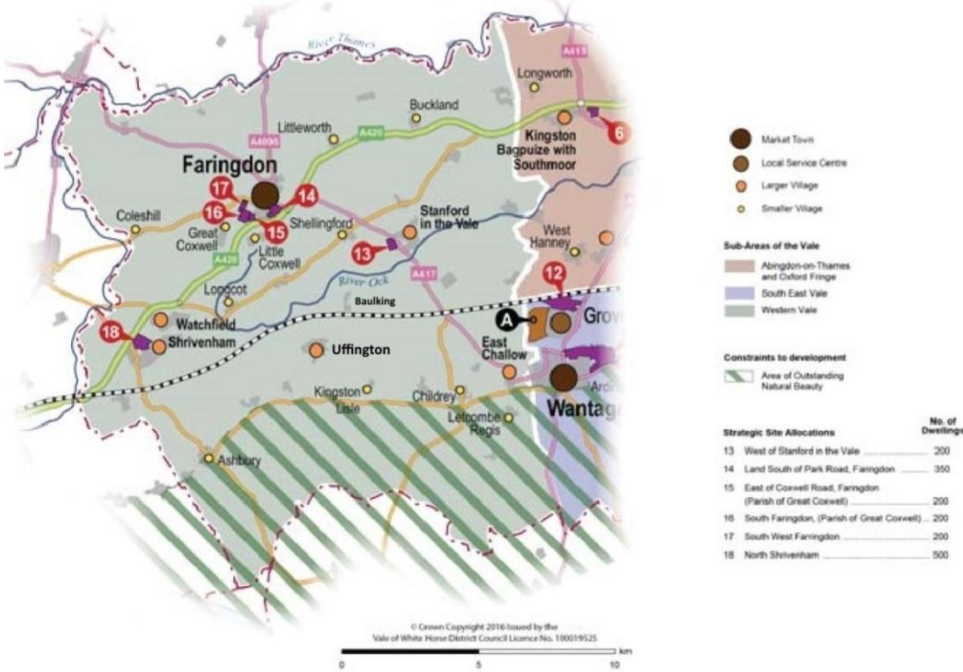 River Thames
A415
Longworth
Buckland
Littleworth
A420
Kingston
Bagpuize with
Southmoor
6
A4095
Faringdon
17
14
16
15
Coleshill
Great
Coxwell
Little
Coxwell
Shellingford
Stanford
in the Vale
13
West
Hanney
A420
A417
12
River Ock
Longcot
Baulking
A
Grov
18
Watchfield
Shrivenham
Uffington
East
Challow
Kingston
Lisle
Childrey
Letcombe
Regis
Wantag
Ashbury
Market Town
Local Service Centre
Larger Village
Smaller Village
Sub-Areas of the Vale
Abingdon-on-Thames
and Oxford Fringe
South East Vale
Western Vale
Constraints to development
Area of Outstanding
Natural Beauty
Strategic Site Allocations No. of
Dwellings
13 West of Stanford in the Vale 200
14 Land South of Park Road, Faringdon 350
15 East of Coxwell Road, Faringdon
(Parish of Great Coxwell) 200
16 South Faringdon, (Parish of Great Coxwell) 200
17 South West Farringdon 200
18 North Shrivenham 500
© Crown Copyright 2016 Issued by the
Vale of White Horse District Council Licence No. 100019525
km
0 5 10